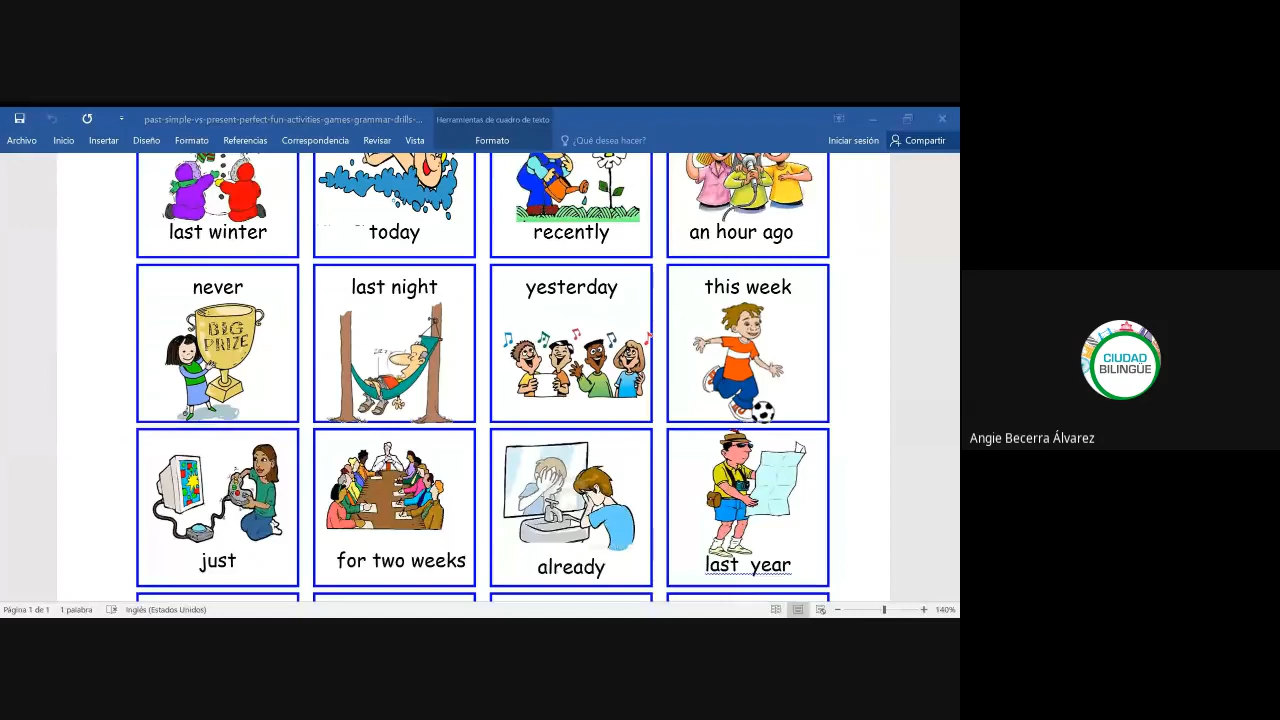 past-simple-vs-present-perfect-fun-activities-games-grammar-drills-...
Herramientas de cuadro de texto
Archivo Inicio Insertar Diseño Formato Referencias Correspondencia Revisar Vista Formato ¿Qué desea hacer? Iniciar sesión Compartir
last winter today recently an hour ago
never last night yesterday this week
BIG
PRIZE
just for two weeks already last year
Página 1 de 1 1 palabra Inglés (Estados Unidos) 140%
CIUDAD
BILINGÜE
Angie Becerra Álvarez